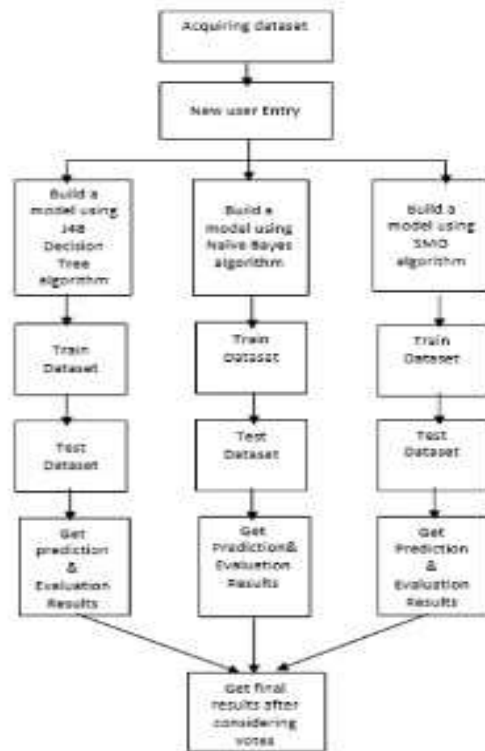 Acquiring dataset
New user Entry
Build a
model using
J48
Decision
Tree
algorithm
Build a
model using
Naïve Bayes
algorithm
Build a
model using
SMO
algorithm
Train
Dataset
Train
Dataset
Train
Dataset
Test
Dataset
Test
Dataset
Test
Dataset
Get
prediction
&
Evaluation
Results
Get
Prediction&
Evaluation
Results
Get
Prediction
&
Evaluation
Results
Get final
results after
considering
votes